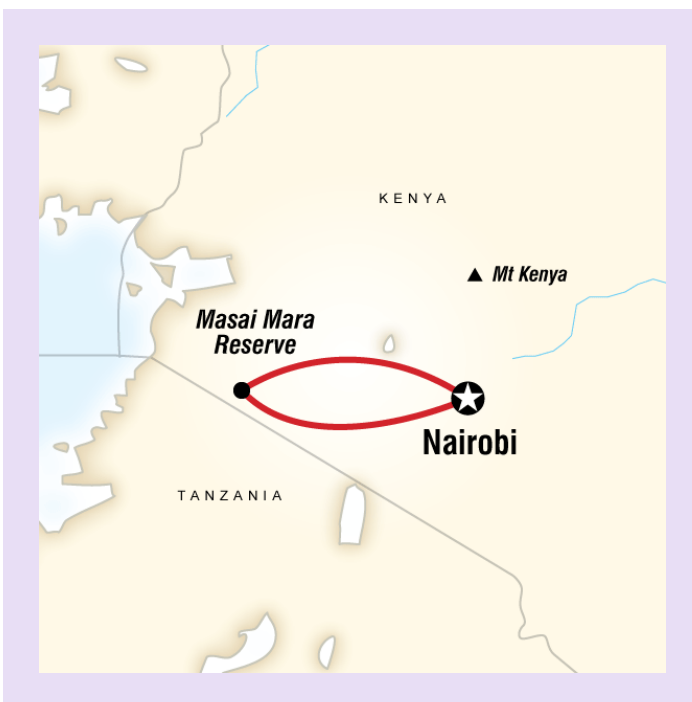 KENYA
Mt Kenya
Masai Mara
Reserve
Nairobi
TANZANIA